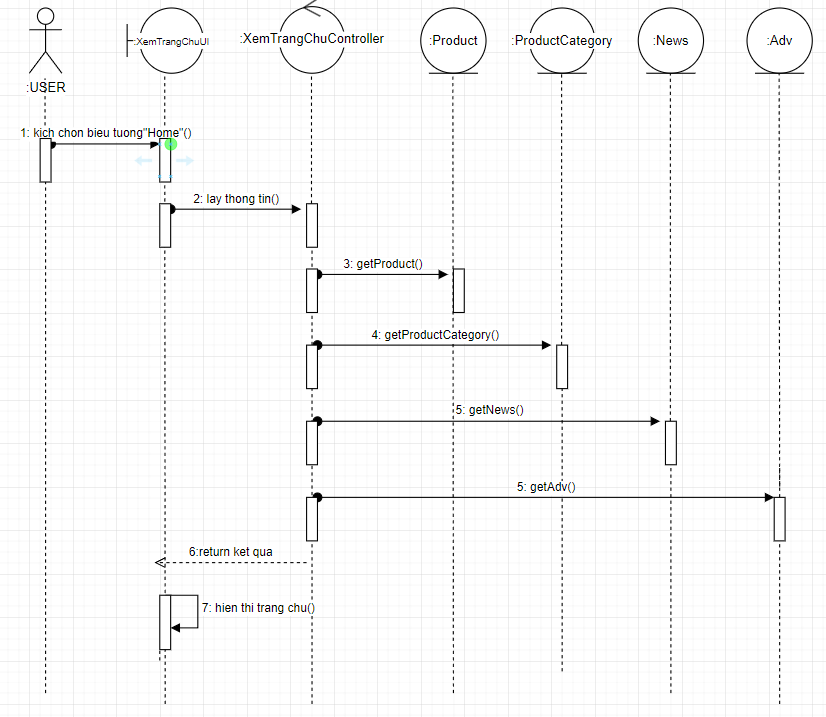 :USER
:XemTrangChuUI
:XemTrangChuController
:Product
:ProductCategory
:News
:Adv
1: kich chon bieu tuong"Home"()
2: lay thong tin()
3: getProduct()
4: getProductCategory()
5: getNews()
5: getAdv()
6:return ket qua
7: hien thi trang chu()